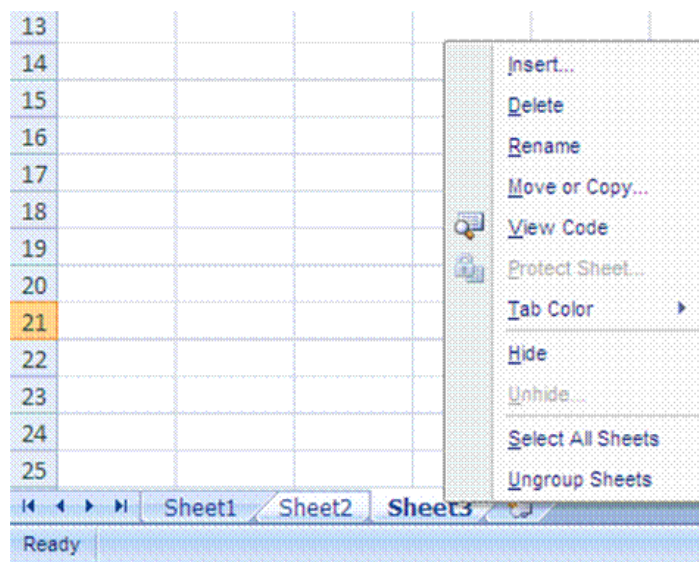 13
14
15
16
17
18
19
20
21
22
23
24
25
Insert...
Delete
Rename
Move or Copy...
View Code
Protect Sheet...
Tab Color
Hide
Unhide...
Select All Sheets
Ungroup Sheets
Sheet1 Sheet2 Sheet3
Ready